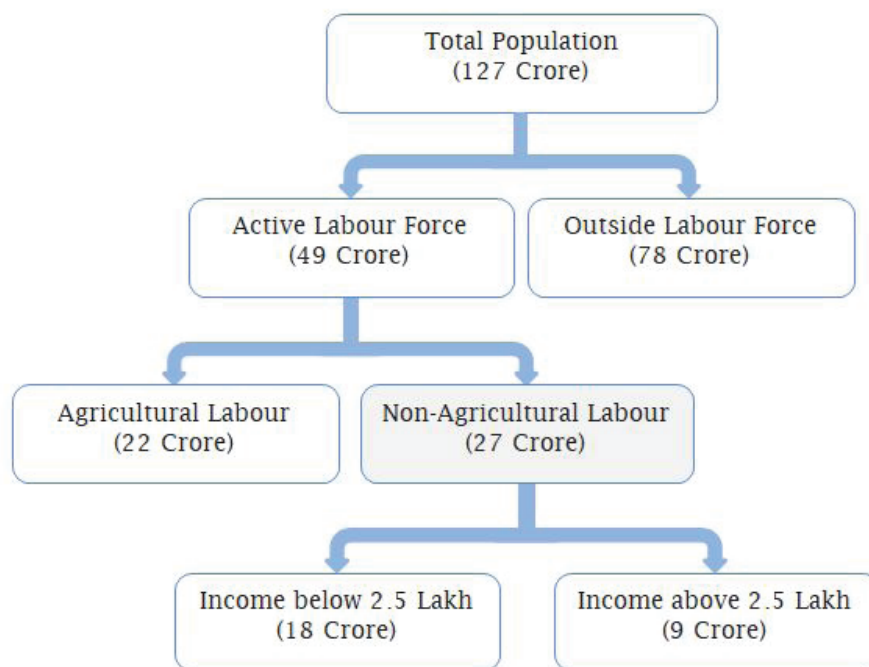 Total Population
(127 Crore)
Active Labour Force
(49 Crore)
Outside Labour Force
(78 Crore)
Agricultural Labour
(22 Crore)
Non-Agricultural Labour
(27 Crore)
Income below 2.5 Lakh
(18 Crore)
Income above 2.5 Lakh
(9 Crore)